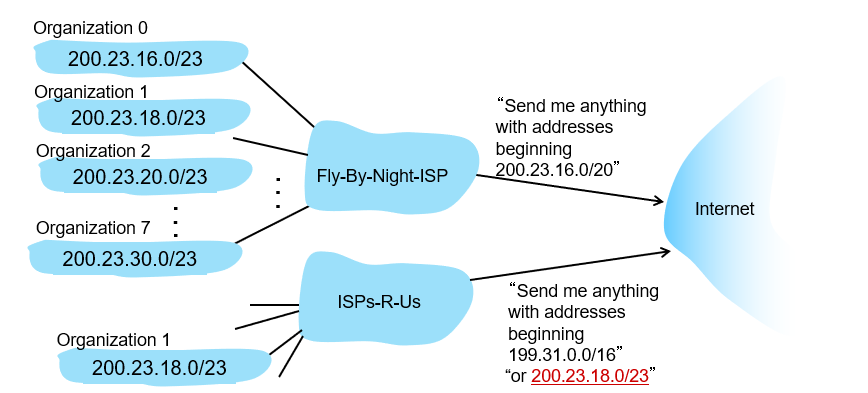 Organization 0
200.23.16.0/23
Organization 1
200.23.18.0/23
Organization 2
200.23.20.0/23
Organization 7
200.23.30.0/23
Fly-By-Night-ISP
“Send me anything
with addresses
beginning
200.23.16.0/20”
Internet
ISPs-R-Us
Organization 1
200.23.18.0/23
“Send me anything
with addresses
beginning
199.31.0.0/16”
“or 200.23.18.0/23”